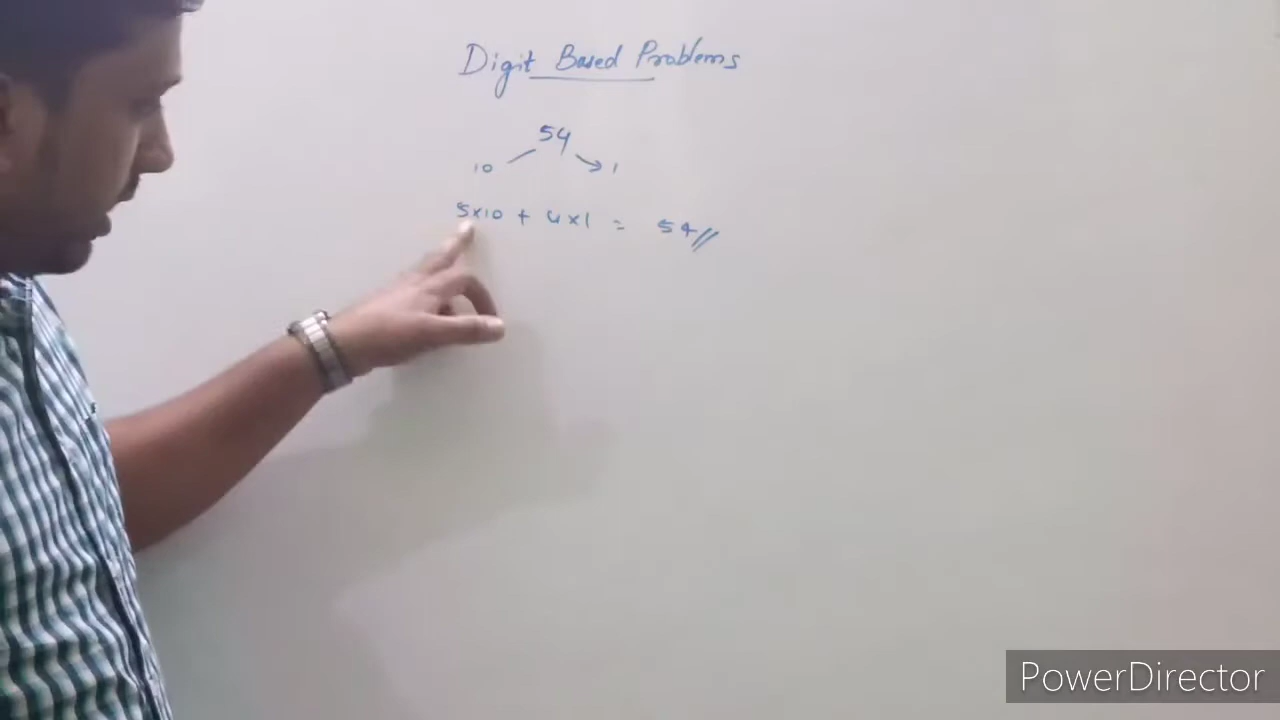 Digit Based Problems
54
10 1
5x10 + 4x1 = 54//
PowerDirector